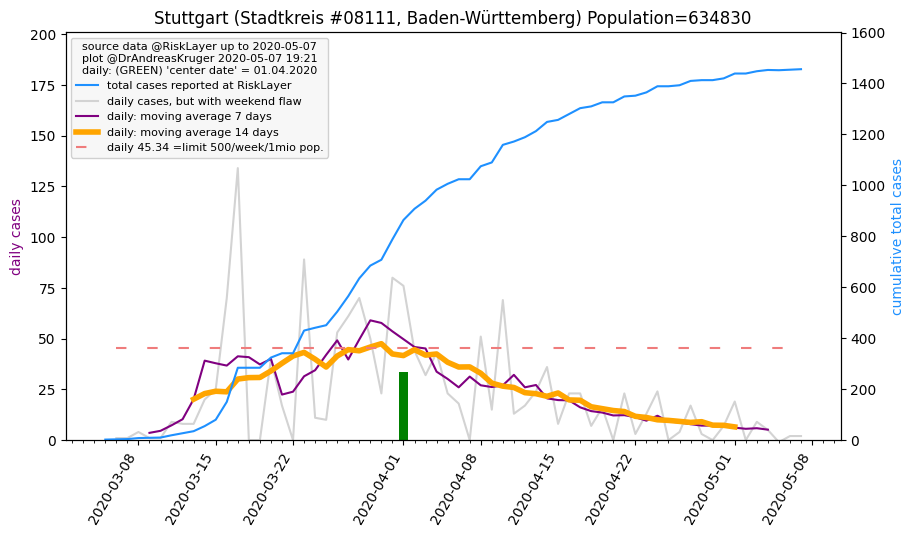 Stuttgart (Stadtkreis #08111, Baden-Württemberg) Population=634830
source data @RiskLayer up to 2020-05-07
plot @DrAndreasKruger 2020-05-07 19:21
daily: (GREEN) 'center date' = 01.04.2020
total cases reported at RiskLayer
daily cases, but with weekend flaw
daily: moving average 7 days
daily: moving average 14 days
daily 45.34 =limit 500/week/1mio pop.
daily cases
200
175
150
125
100
75
50
25
0
1600
1400
1200
1000
800
600
400
200
0
cumulative total cases
2020-03-08
2020-03-15
2020-03-22
2020-04-01
2020-04-08
2020-04-15
2020-04-22
2020-05-01
2020-05-08